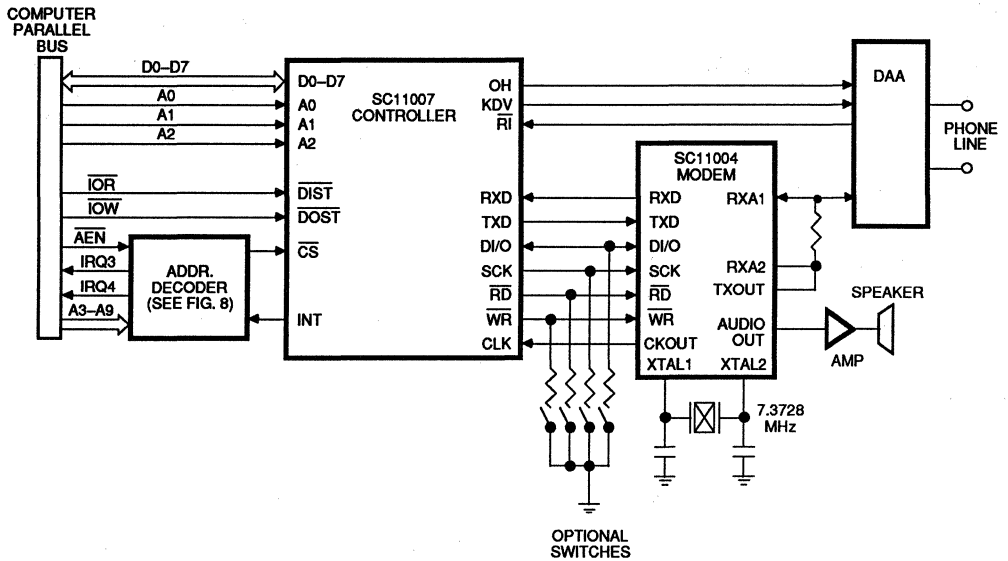 COMPUTER
PARALLEL
BUS
D0–D7
A0
A1
A2
IOR
IOW
AEN
IRQ3
IRQ4
A3–A9
ADDR.
DECODER
(SEE FIG. 8)
D0–D7
A0
A1
A2
DIST
DOST
CS
INT
SC11007
CONTROLLER
OH
KDV
RI
RXD
TXD
DI/O
SCK
RD
WR
CLK
SC11004
MODEM
RXD
TXD
DI/O
SCK
RD
WR
CKOUT
XTAL1
XTAL2
RXA1
RXA2
TXOUT
AUDIO
OUT
DAA
PHONE
LINE
SPEAKER
AMP
7.3728
MHz
OPTIONAL
SWITCHES